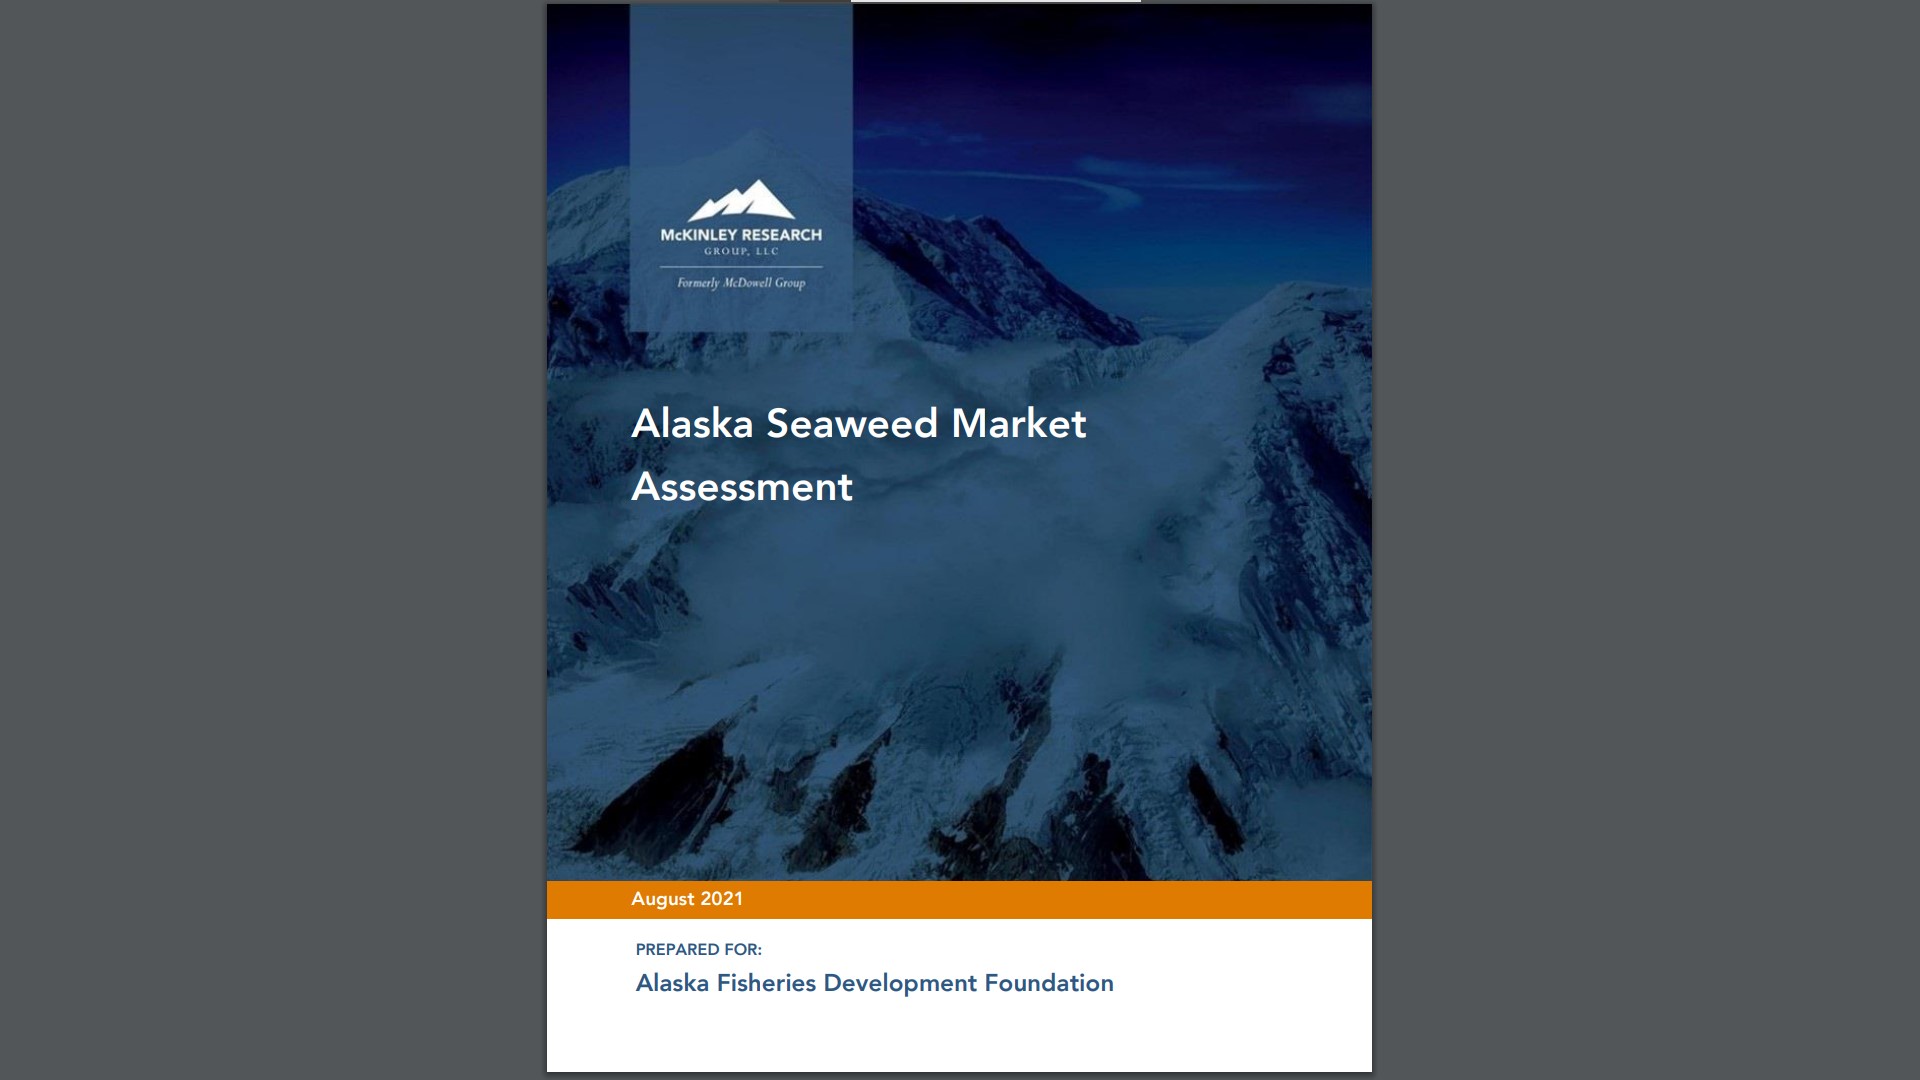 McKINLEY RESEARCH
GROUP, LLC
Formerly McDowell Group
Alaska Seaweed Market
Assessment
August 2021
PREPARED FOR:
Alaska Fisheries Development Foundation